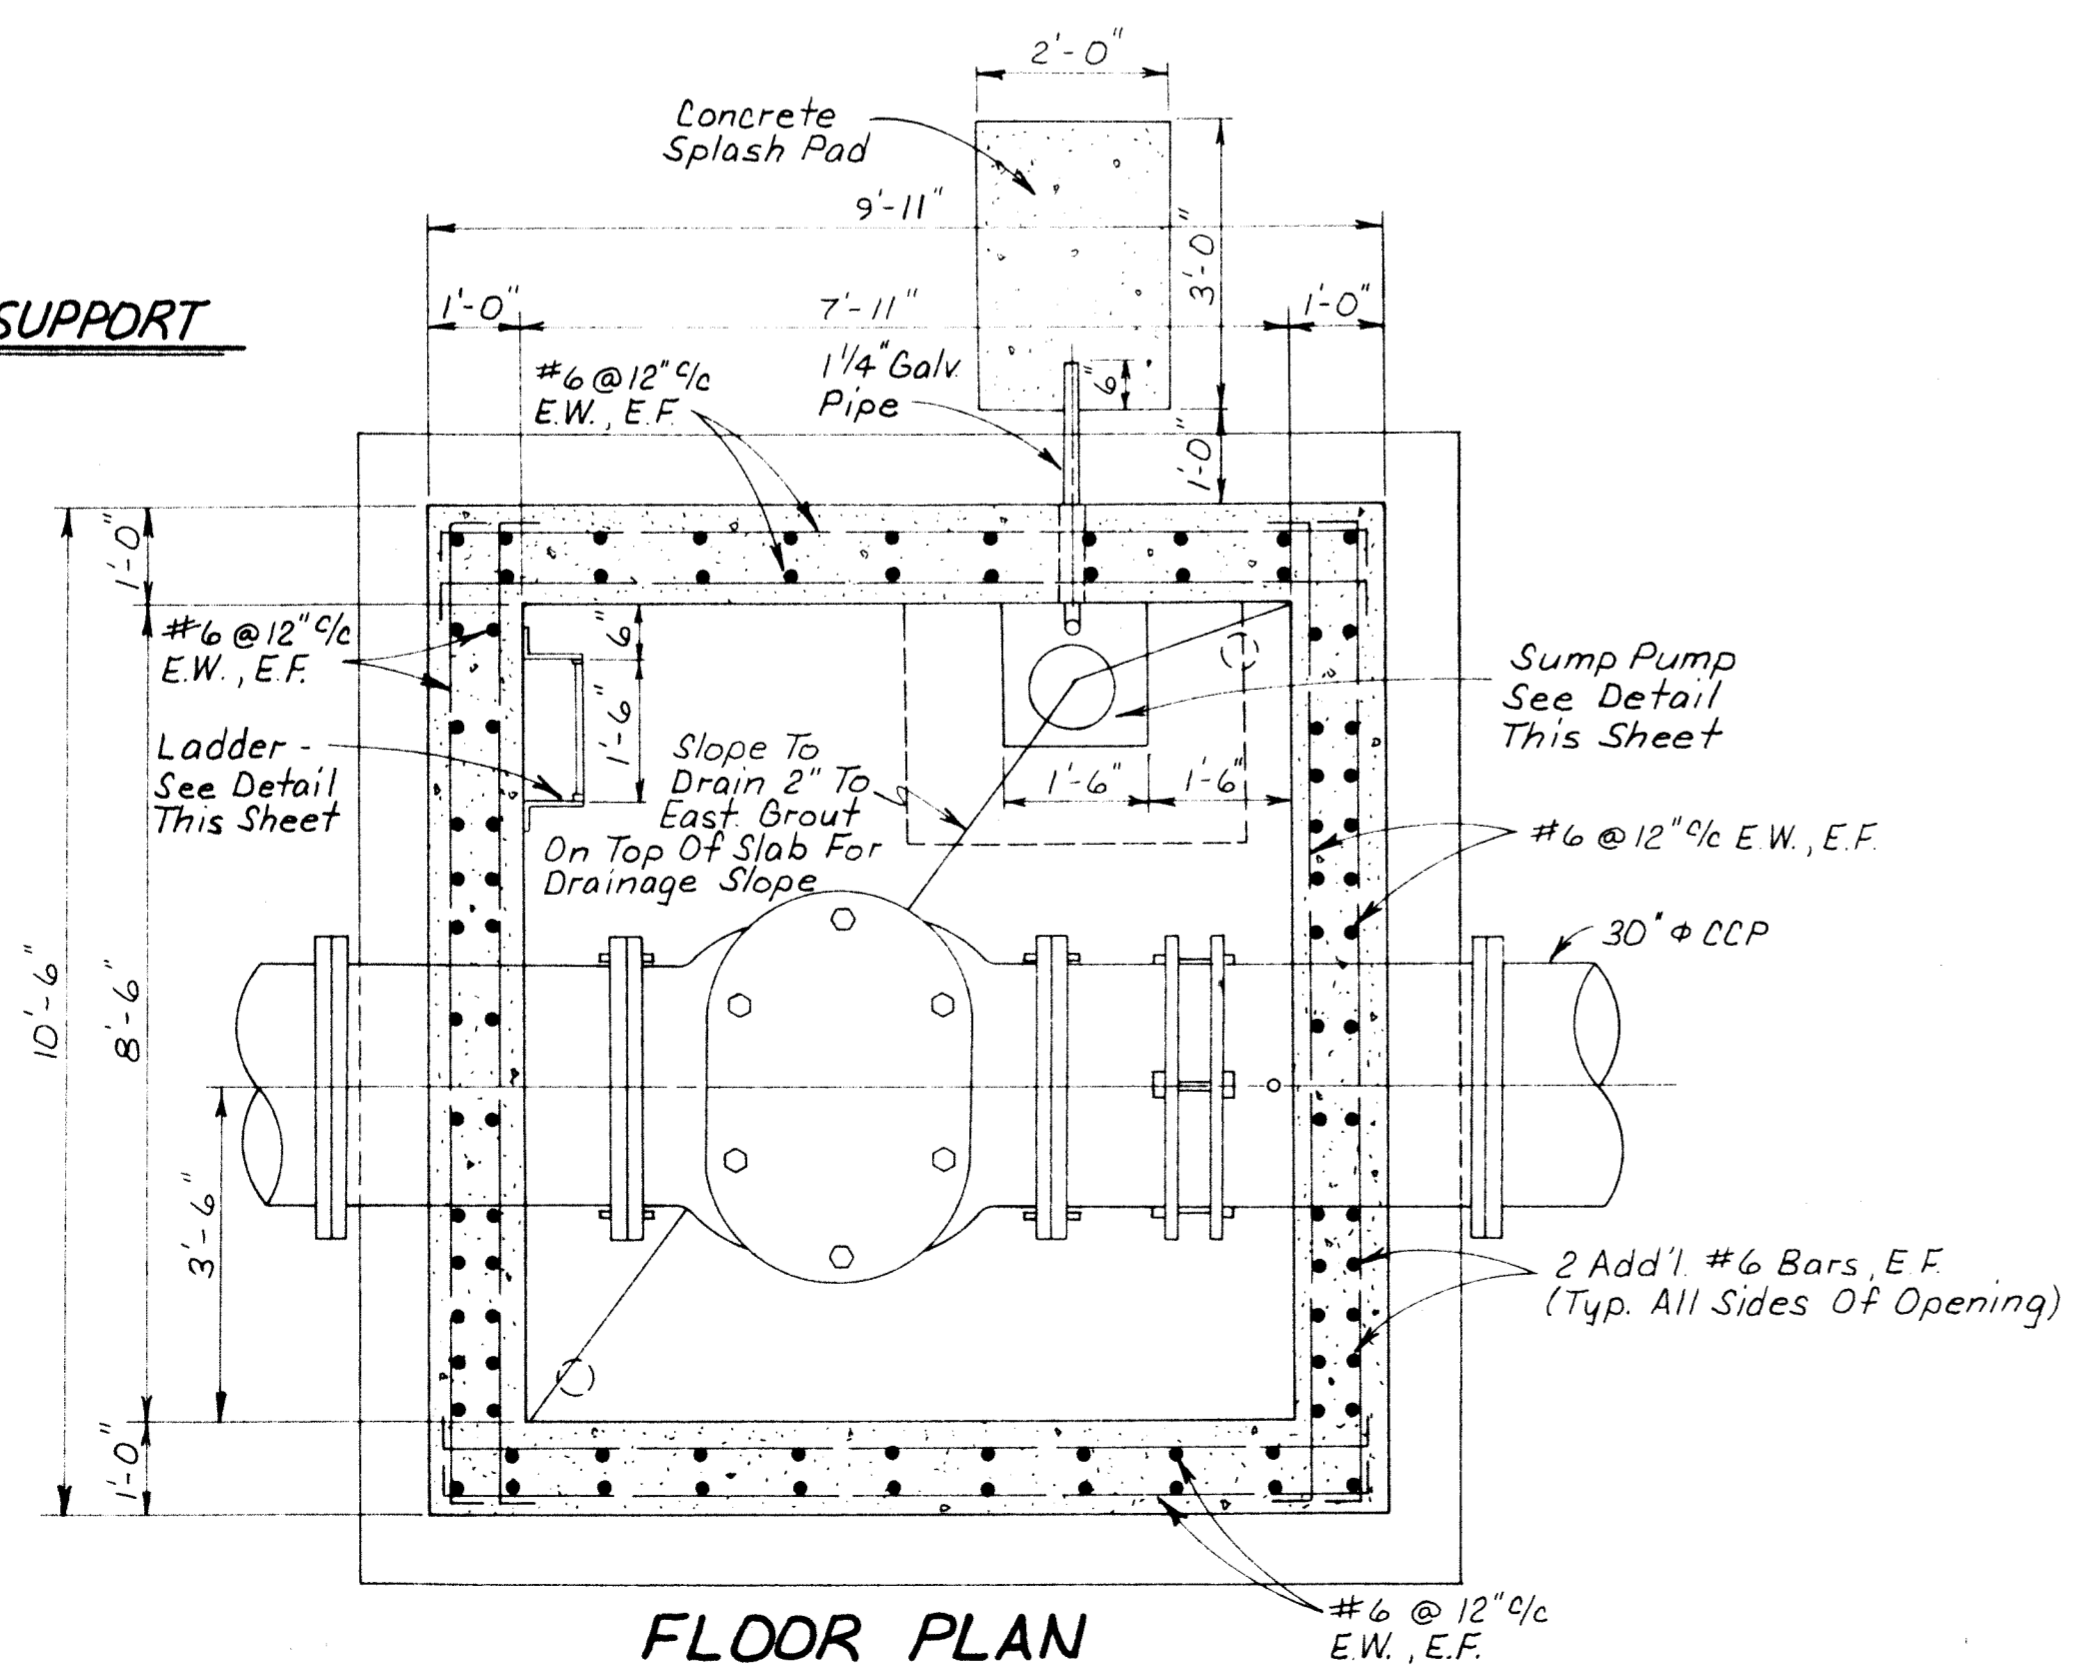 2'-0"
Concrete
Splash Pad
9'-11"
3'-0"
SUPPORT
1'-0"
7'-11"
1'-0"
#6 @ 12" c/c
E.W., E.F.
1 1/4" Galv.
Pipe
6"
1'-0"
1'-0"
#6 @ 12" c/c
E.W., E.F.
6"
1'-6"
Sump Pump
See Detail
This Sheet
Ladder -
See Detail
This Sheet
Slope To
Drain 2" To
East. Grout
On Top Of Slab For
Drainage Slope
1'-6"
1'-6"
#6 @ 12" c/c E.W., E.F.
30" Φ CCP
10'-6"
8'-6"
3'-6"
2 Add'l. #6 Bars, E.F.
(Typ. All Sides Of Opening)
1'-0"
#6 @ 12" c/c
E.W., E.F.
FLOOR PLAN